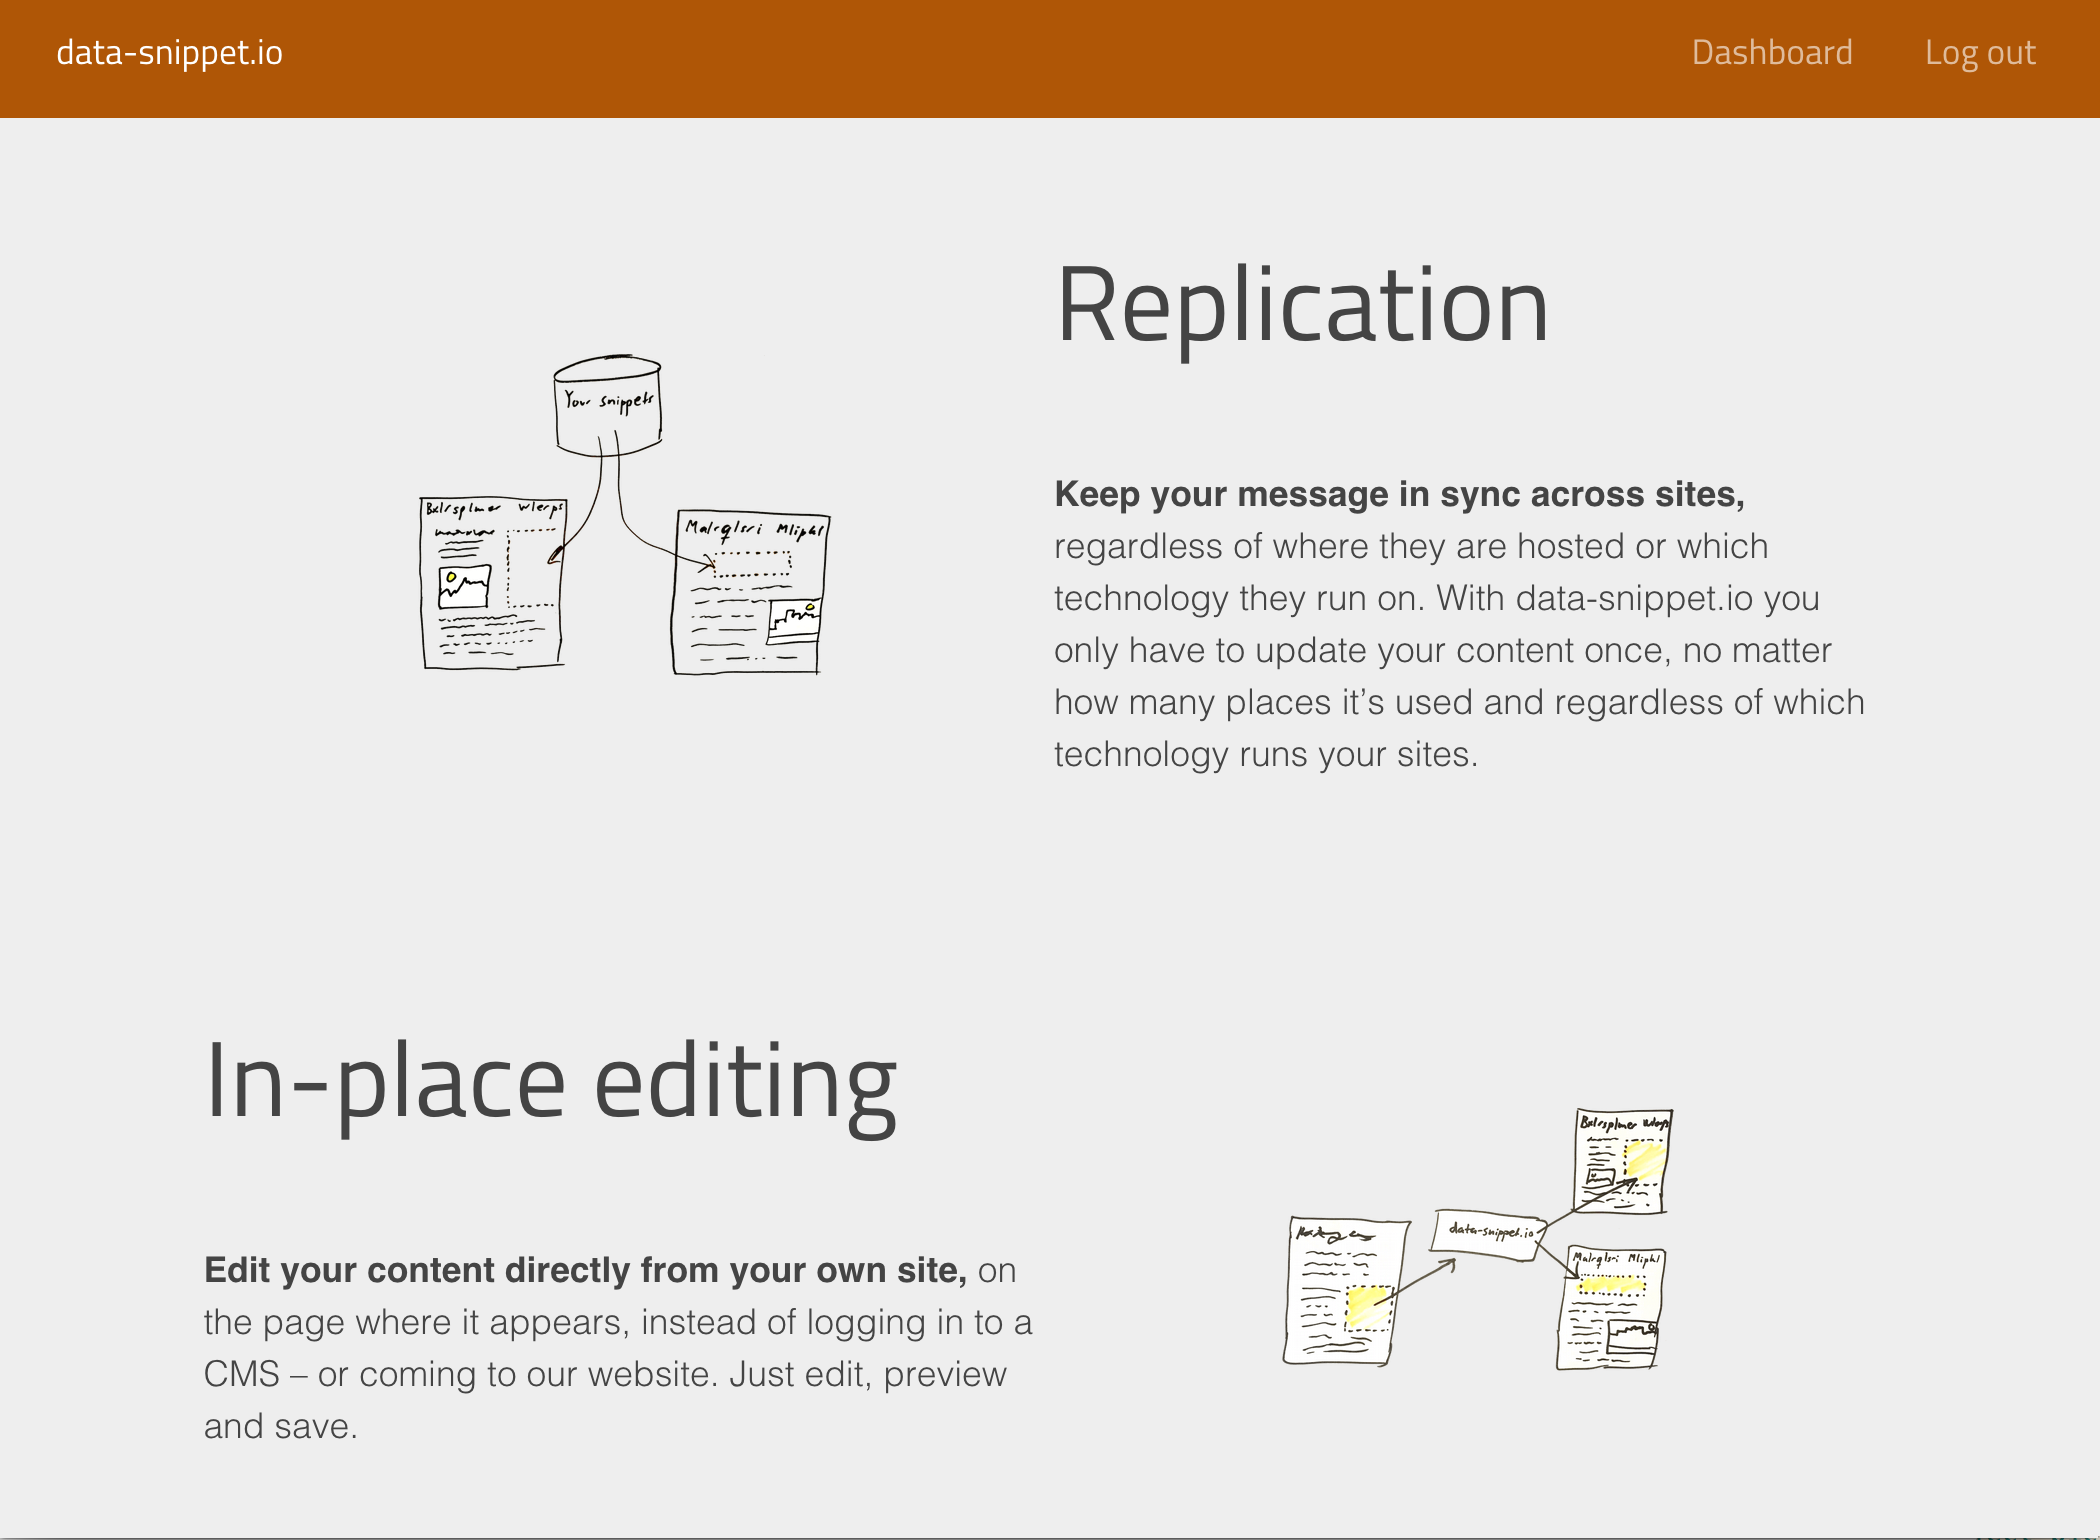 data-snippet.io
Dashboard
Log out
Replication
Your snippets
Bxlrsplmer Wlerps
Malrqlsri Mliphl
Keep your message in sync across sites,
regardless of where they are hosted or which
technology they run on. With data-snippet.io you
only have to update your content once, no matter
how many places it’s used and regardless of which
technology runs your sites.
In-place editing
Edit your content directly from your own site, on
the page where it appears, instead of logging in to a
CMS – or coming to our website. Just edit, preview
and save.
Bxlrsplmer Wlerps
data-snippet.io
Malrqlsri Mliphl